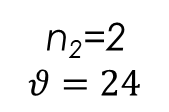 n₂=2
𝜗 = 24